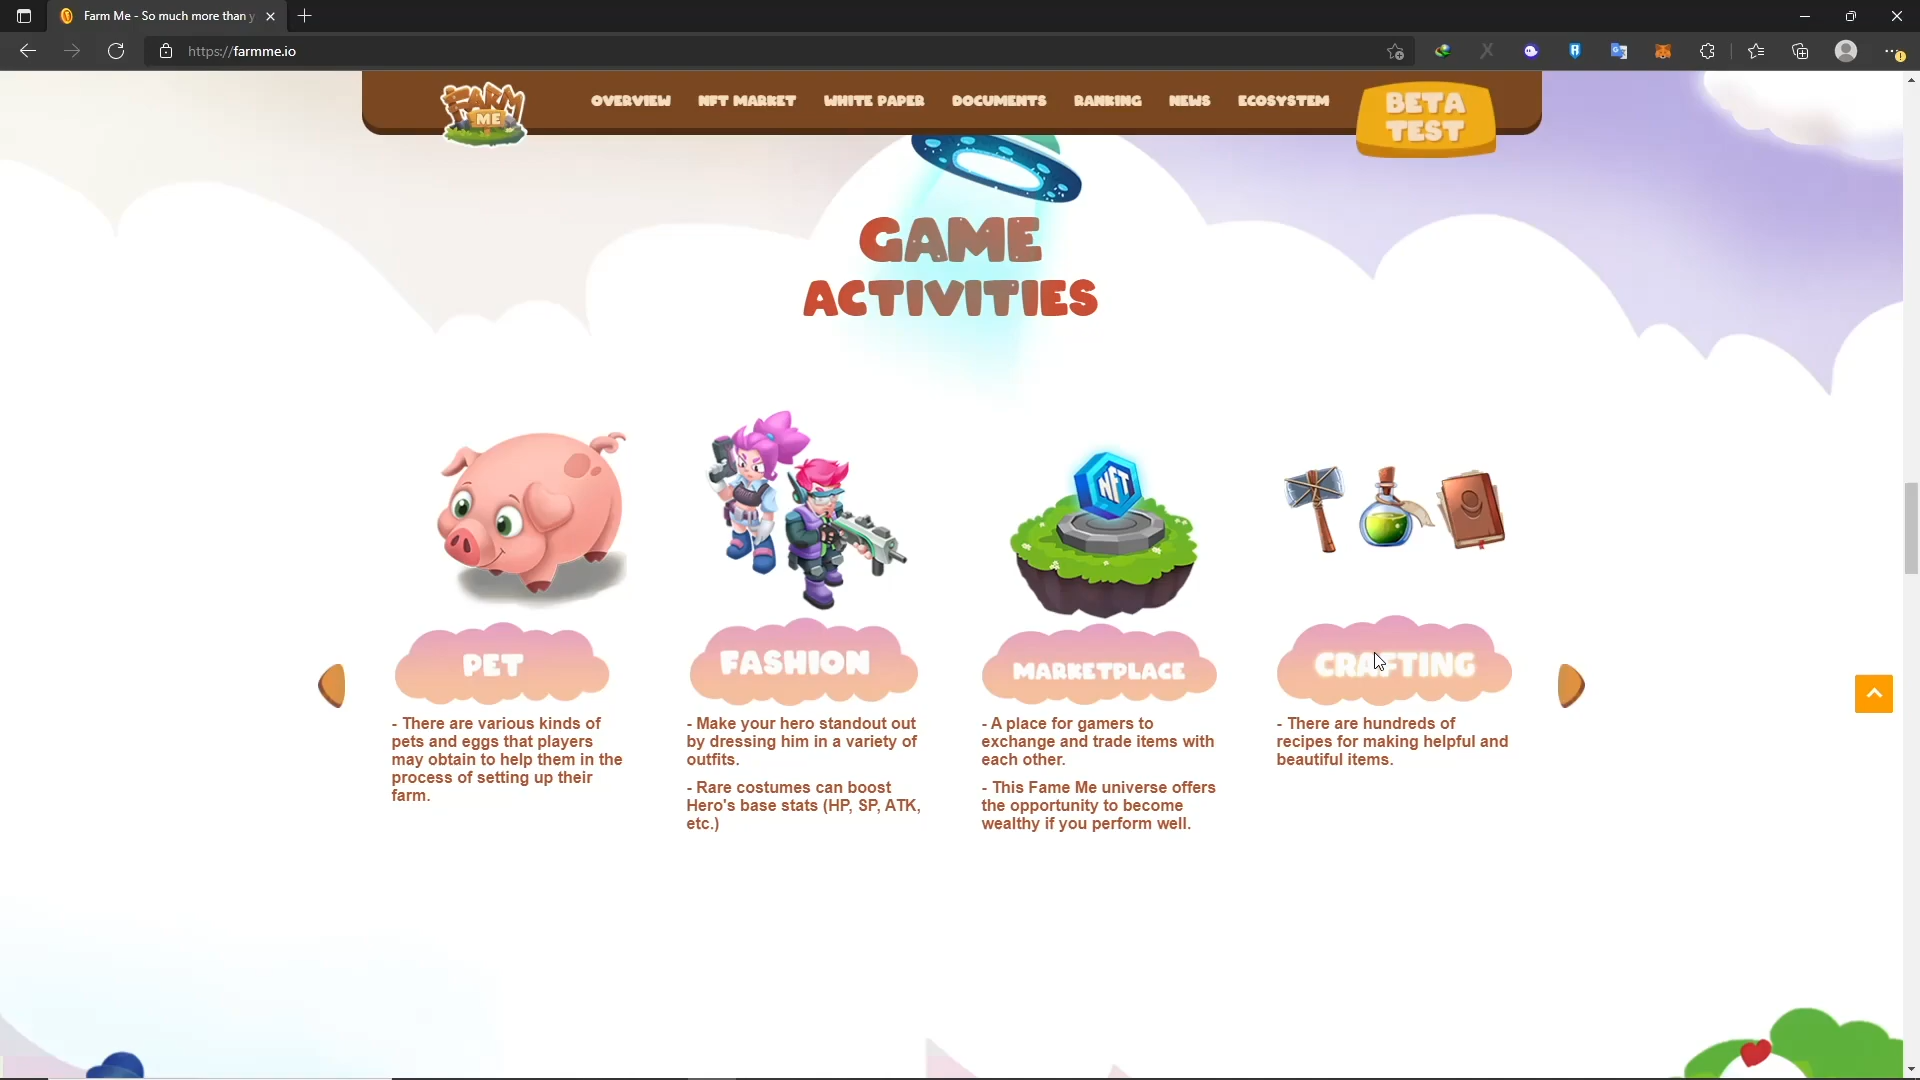 Farm Me - So much more than y
https://farmme.io
FARM
ME
OVERVIEW
NFT MARKET
WHITE PAPER
DOCUMENTS
RANKING
NEWS
ECOSYSTEM
BETA
TEST
GAME
ACTIVITIES
NFT
PET
- There are various kinds of
pets and eggs that players
may obtain to help them in the
process of setting up their
farm.
FASHION
- Make your hero standout out
by dressing him in a variety of
outfits.
- Rare costumes can boost
Hero's base stats (HP, SP, ATK,
etc.)
MARKETPLACE
- A place for gamers to
exchange and trade items with
each other.
- This Fame Me universe offers
the opportunity to become
wealthy if you perform well.
CRAFTING
- There are hundreds of
recipes for making helpful and
beautiful items.